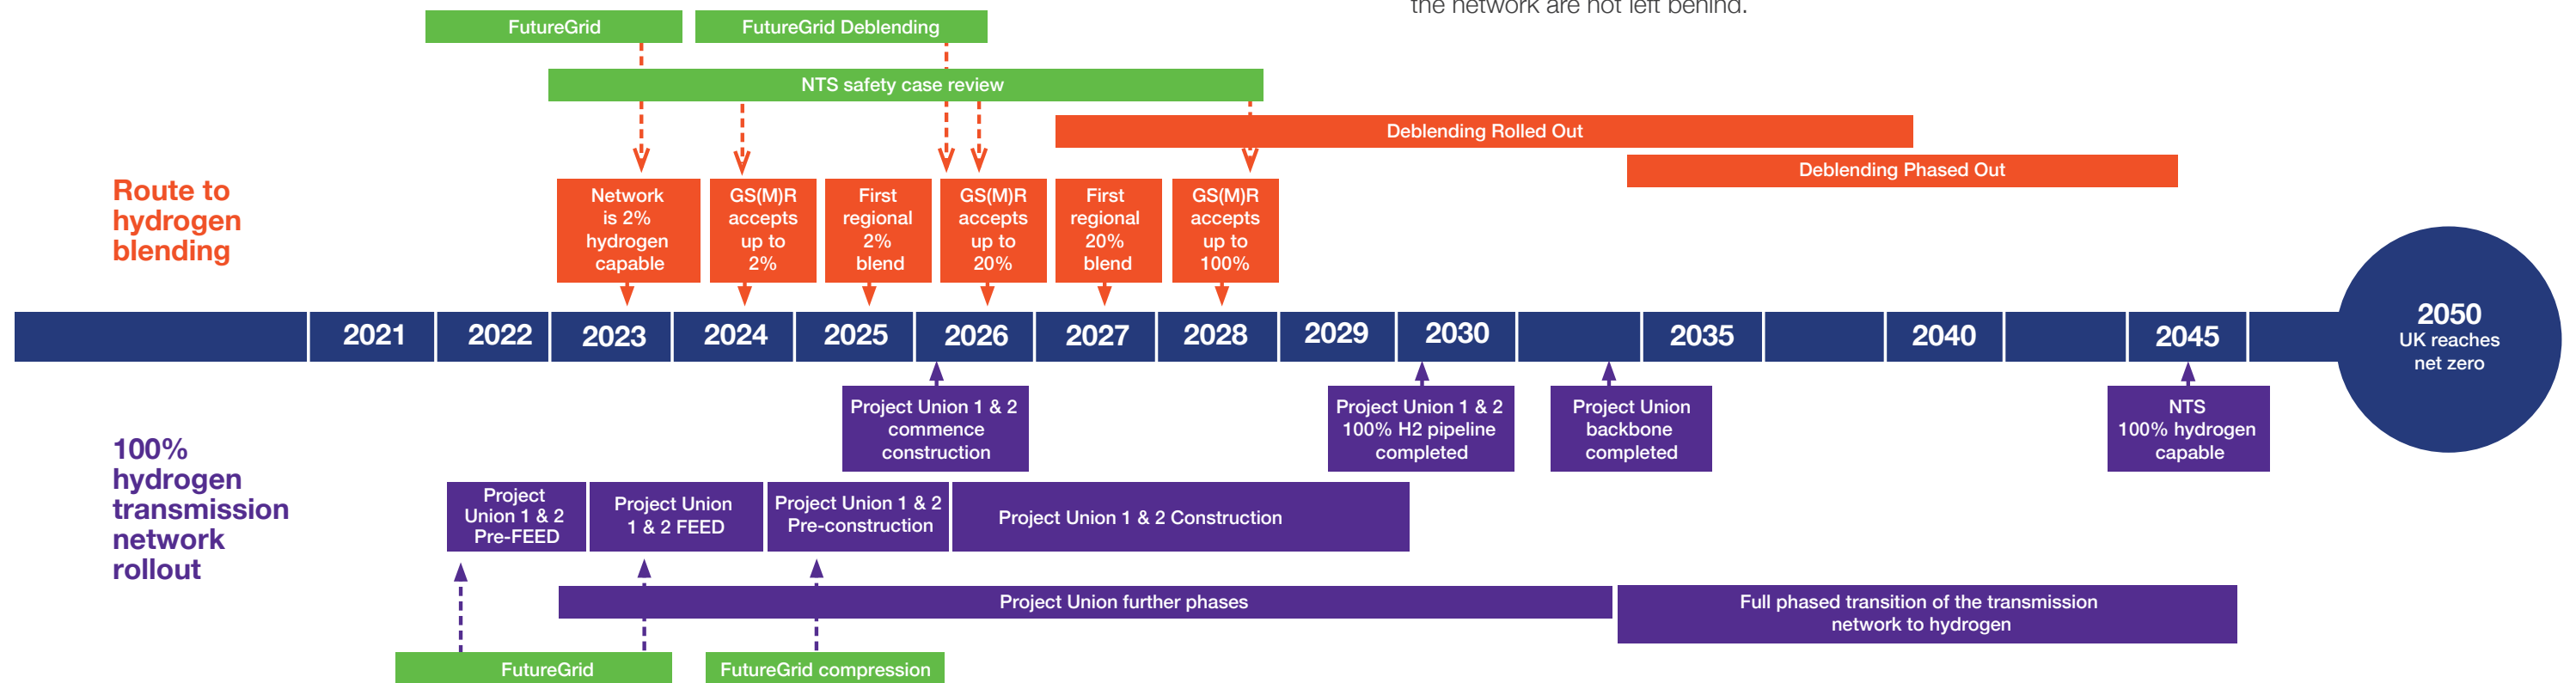 the network are not left behind.
FutureGrid
FutureGrid Deblending
NTS safety case review
Deblending Rolled Out
Deblending Phased Out
Route to
hydrogen
blending
Network
is 2%
hydrogen
capable
GS(M)R
accepts
up to
2%
First
regional
2%
blend
GS(M)R
accepts
up to
20%
First
regional
20%
blend
GS(M)R
accepts
up to
100%
2021
2022
2023
2024
2025
2026
2027
2028
2029
2030
2035
2040
2045
2050
UK reaches
net zero
Project Union 1 & 2
commence
construction
Project Union 1 & 2
100% H2 pipeline
completed
Project Union
backbone
completed
NTS
100% hydrogen
capable
100%
hydrogen
transmission
network
rollout
Project
Union 1 & 2
Pre-FEED
Project Union
1 & 2 FEED
Project Union 1 & 2
Pre-construction
Project Union 1 & 2 Construction
Project Union further phases
Full phased transition of the transmission
network to hydrogen
FutureGrid
FutureGrid compression